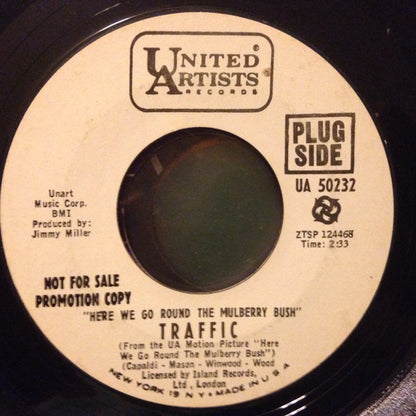 UNITED
ARTISTS
RECORDS
PLUG
SIDE
UA 50232
ZTSP 124468
Time: 2:33
Unart
Music Corp.
BMI
Produced by:
Jimmy Miller
NOT FOR SALE
PROMOTION COPY
"HERE WE GO ROUND THE MULBERRY BUSH"
TRAFFIC
(From the UA Motion Picture "Here
We Go Round The Mulberry Bush")
(Capaldi - Mason - Winwood - Wood)
Licensed by Island Records,
Ltd., London
NEW YORK 19 N.Y. • MADE IN U S A